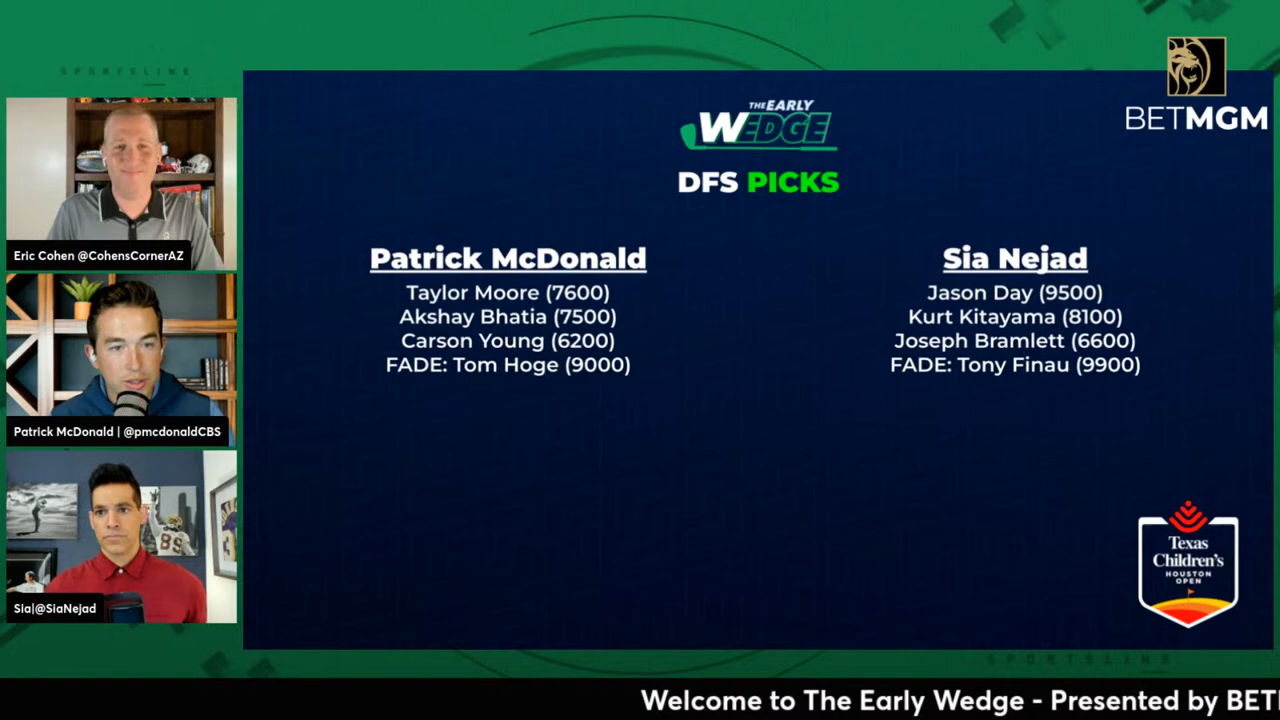 SPORTSLINE
BETMGM
THE EARLY
WEDGE
DFS PICKS
Eric Cohen @CohensCornerAZ
Patrick McDonald
Taylor Moore (7600)
Akshay Bhatia (7500)
Carson Young (6200)
FADE: Tom Hoge (9000)
Sia Nejad
Jason Day (9500)
Kurt Kitayama (8100)
Joseph Bramlett (6600)
FADE: Tony Finau (9900)
Patrick McDonald | @pmcdonaldCBS
89
Texas
Children's
HOUSTON
OPEN
Sia|@SiaNejad
SPORTSLINE
Welcome to The Early Wedge - Presented by BET